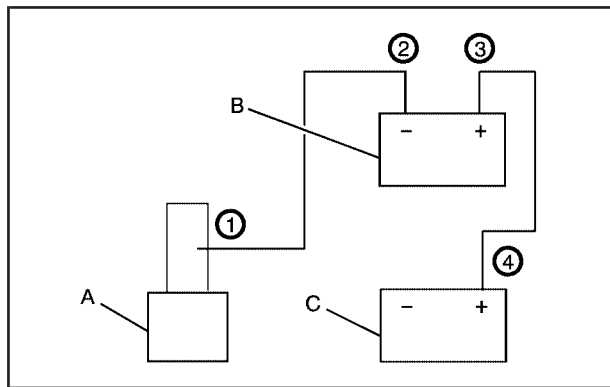 ② ③
B
− +
①
④
A
C
− +